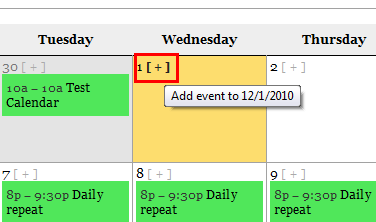 Tuesday Wednesday Thursday
30 [ + ] 1 [ + ] 2 [ + ]
10a – 10a Test
Calendar
Add event to 12/1/2010
7 [ + ] 8 [ + ] 9 [ + ]
8p – 9:30p Daily
repeat
8p – 9:30p Daily
repeat
8p – 9:30p Daily
repeat